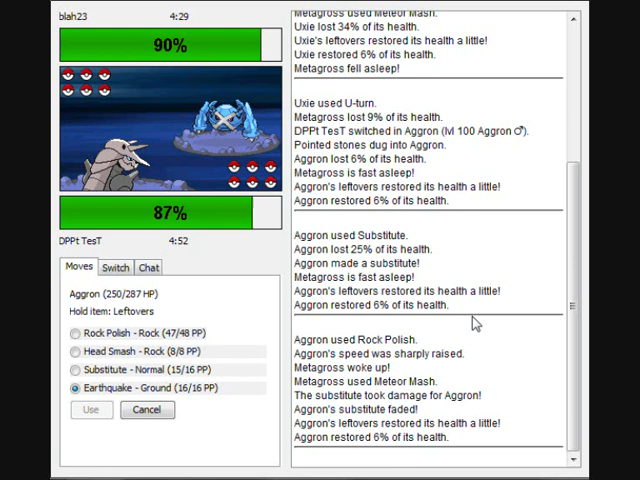 blah23
4:29
90%
87%
DPPt TesT
4:52
Moves
Switch
Chat
Aggron (250/287 HP)
Hold item: Leftovers
Rock Polish - Rock (47/48 PP)
Head Smash - Rock (8/8 PP)
Substitute - Normal (15/16 PP)
Earthquake - Ground (16/16 PP)
Use
Cancel
Metagross used Meteor Mash.
Uxie lost 34% of its health.
Uxie's leftovers restored its health a little!
Uxie restored 6% of its health.
Metagross fell asleep!
Uxie used U-turn.
Metagross lost 9% of its health.
DPPt TesT switched in Aggron (lvl 100 Aggron ♂).
Pointed stones dug into Aggron.
Aggron lost 6% of its health.
Metagross is fast asleep!
Aggron's leftovers restored its health a little!
Aggron restored 6% of its health.
Aggron used Substitute.
Aggron lost 25% of its health.
Aggron made a substitute!
Metagross is fast asleep!
Aggron's leftovers restored its health a little!
Aggron restored 6% of its health.
Aggron used Rock Polish.
Aggron's speed was sharply raised.
Metagross woke up!
Metagross used Meteor Mash.
The substitute took damage for Aggron!
Aggron's substitute faded!
Aggron's leftovers restored its health a little!
Aggron restored 6% of its health.